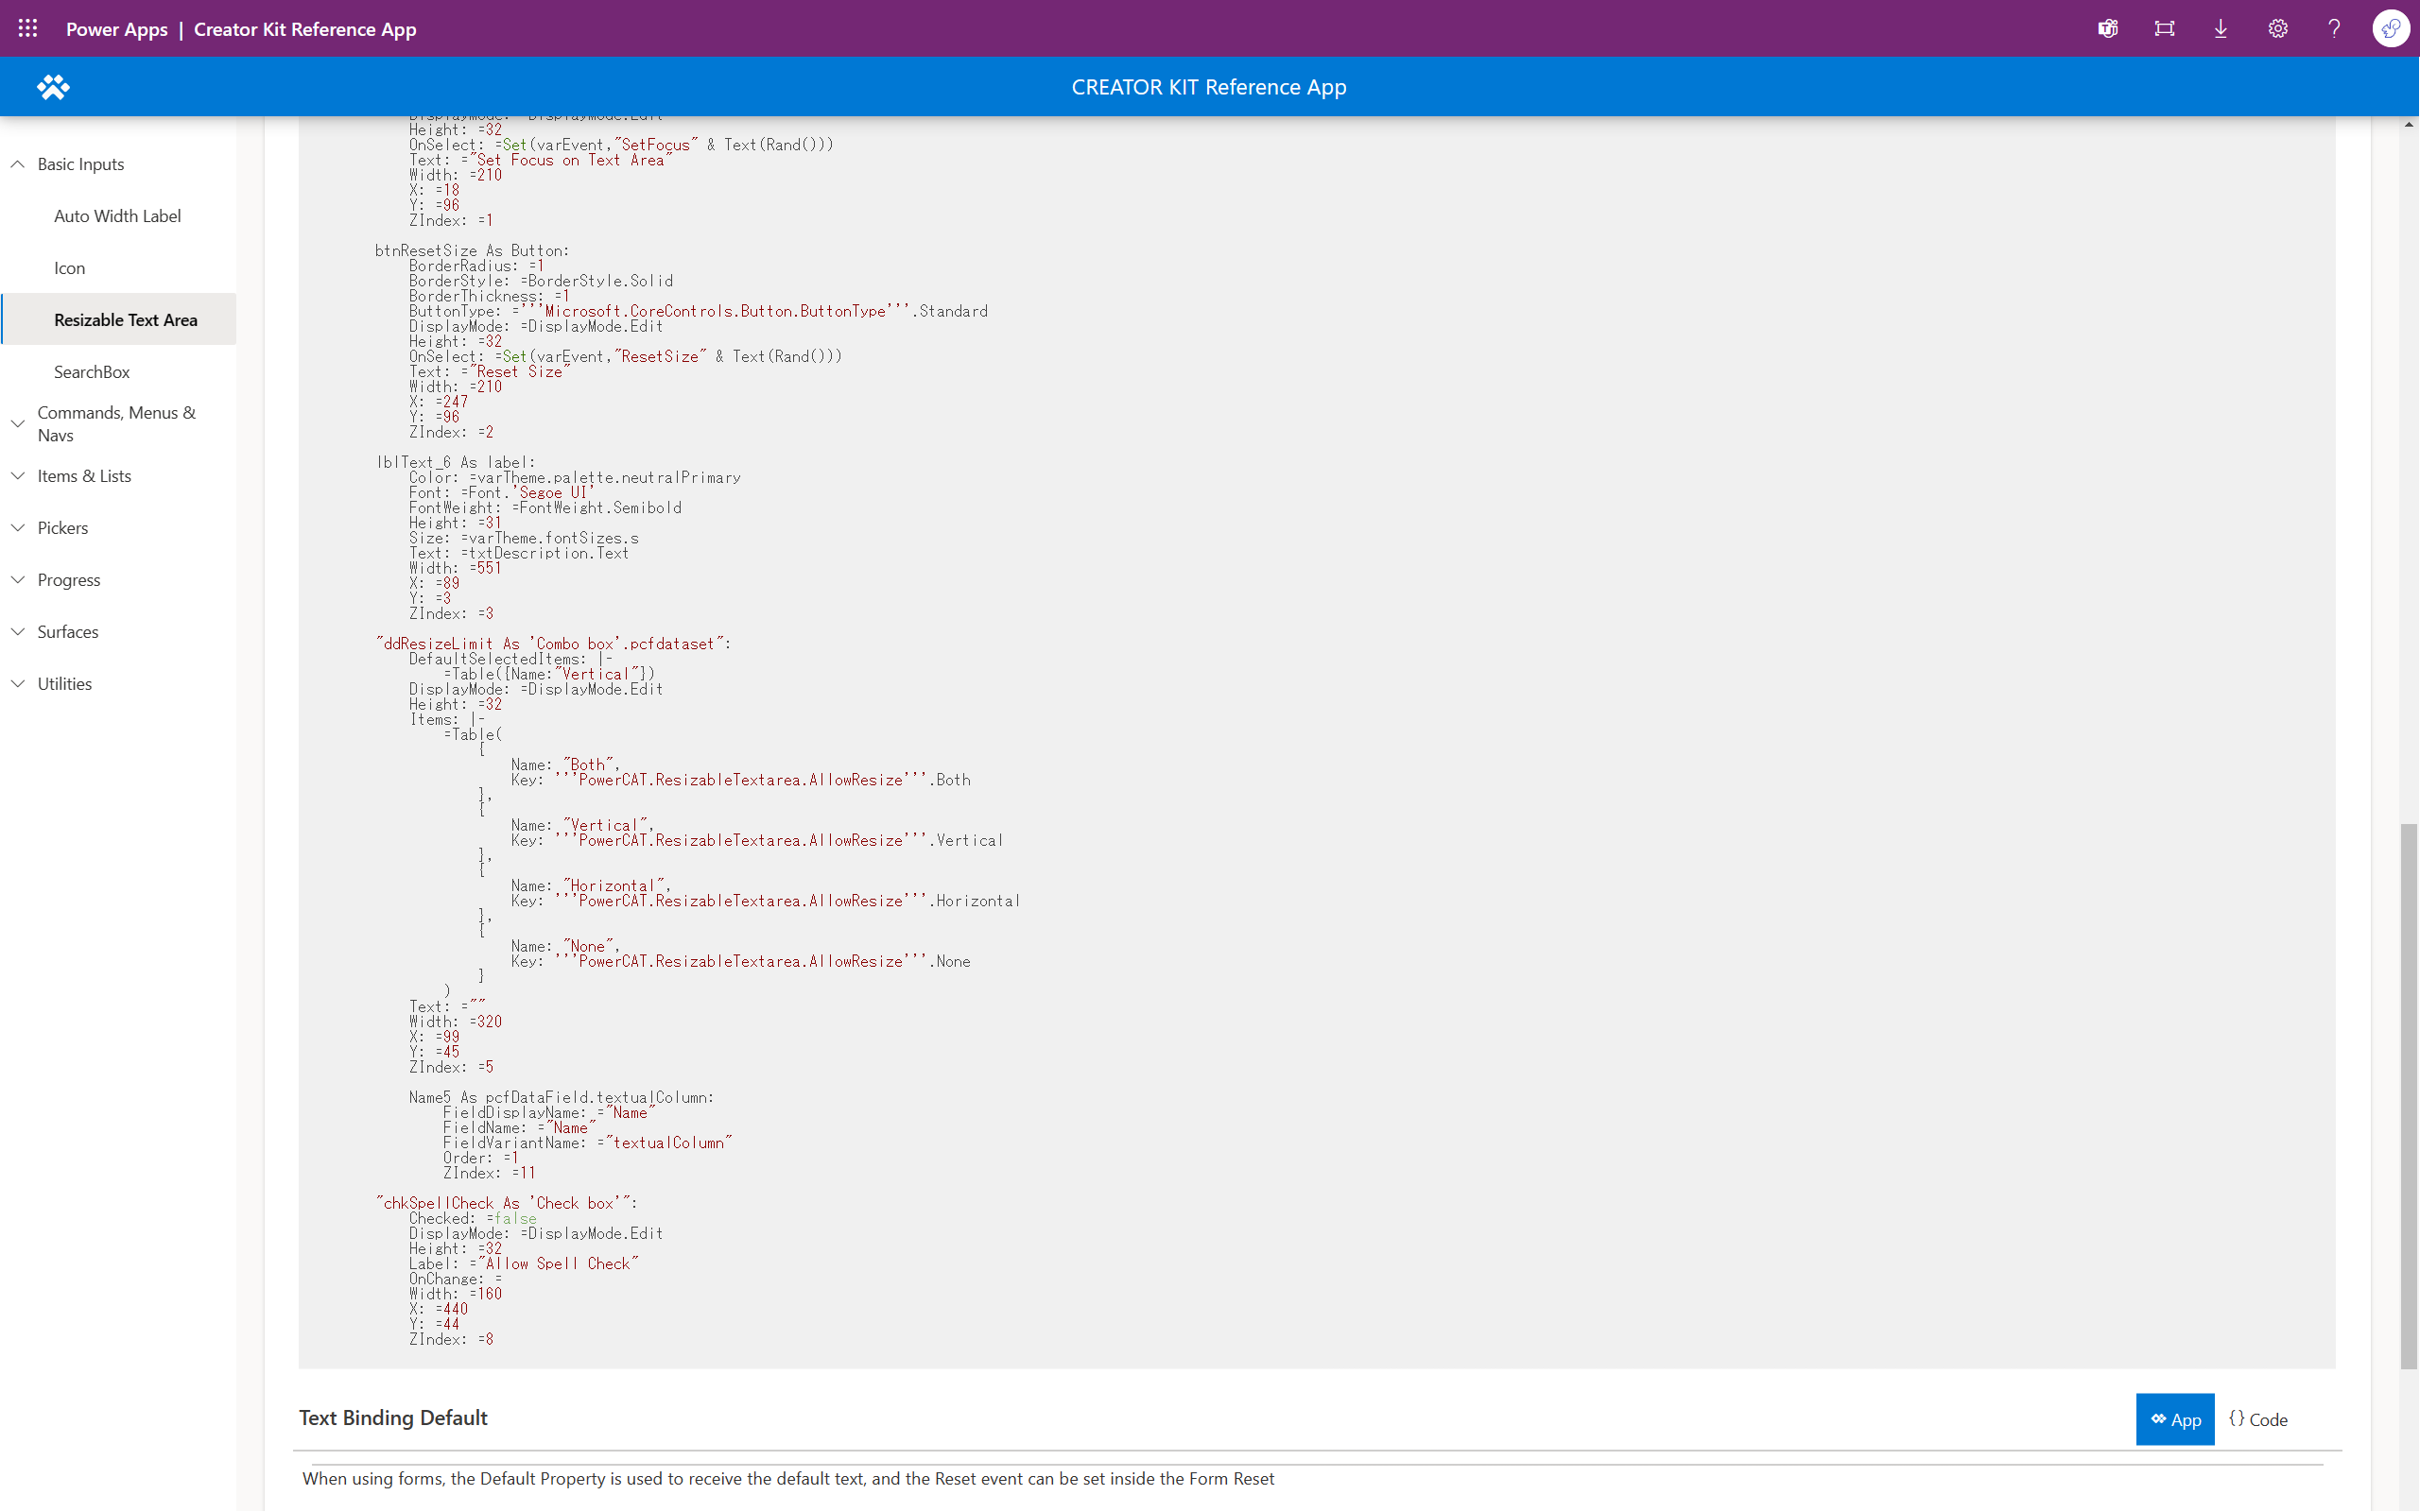 Power Apps | Creator Kit Reference App
CREATOR KIT Reference App
Basic Inputs
Auto Width Label
Icon
Resizable Text Area
SearchBox
Commands, Menus &
Navs
Items & Lists
Pickers
Progress
Surfaces
Utilities
DisplayMode: =DisplayMode.Edit
Height: =32
OnSelect: =Set(varEvent,"SetFocus" & Text(Rand()))
Text: ="Set Focus on Text Area"
Width: =210
X: =18
Y: =96
ZIndex: =1
btnResetSize As Button:
BorderRadius: =1
BorderStyle: =BorderStyle.Solid
BorderThickness: =1
ButtonType: ='''Microsoft.CoreControls.Button.ButtonType'''.Standard
DisplayMode: =DisplayMode.Edit
Height: =32
OnSelect: =Set(varEvent,"ResetSize" & Text(Rand()))
Text: ="Reset Size"
Width: =210
X: =247
Y: =96
ZIndex: =2
lblText_6 As label:
Color: =varTheme.palette.neutralPrimary
Font: =Font.'Segoe UI'
FontWeight: =FontWeight.Semibold
Height: =31
Size: =varTheme.fontSizes.s
Text: =txtDescription.Text
Width: =551
X: =89
Y: =3
ZIndex: =3
"ddResizeLimit As 'Combo box'.pcfdataset":
DefaultSelectedItems: |-
=Table({Name:"Vertical"})
DisplayMode: =DisplayMode.Edit
Height: =32
Items: |-
=Table(
{
Name: "Both",
Key: '''PowerCAT.ResizableTextarea.AllowResize'''.Both
},
{
Name: "Vertical",
Key: '''PowerCAT.ResizableTextarea.AllowResize'''.Vertical
},
{
Name: "Horizontal",
Key: '''PowerCAT.ResizableTextarea.AllowResize'''.Horizontal
},
{
Name: "None",
Key: '''PowerCAT.ResizableTextarea.AllowResize'''.None
}
)
Text: =""
Width: =320
X: =99
Y: =45
ZIndex: =5
Name5 As pcfDataField.textualColumn:
FieldDisplayName: ="Name"
FieldName: ="Name"
FieldVariantName: ="textualColumn"
Order: =1
ZIndex: =11
"chkSpellCheck As 'Check box'":
Checked: =false
DisplayMode: =DisplayMode.Edit
Height: =32
Label: ="Allow Spell Check"
OnChange: =
Width: =160
X: =440
Y: =44
ZIndex: =8
Text Binding Default
App
{} Code
When using forms, the Default Property is used to receive the default text, and the Reset event can be set inside the Form Reset